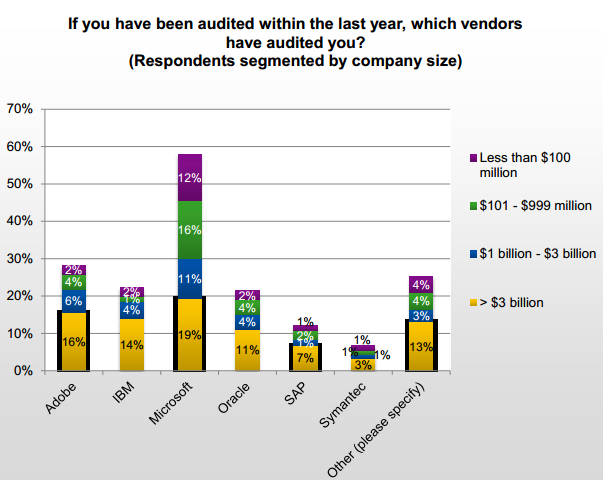 If you have been audited within the last year, which vendors
have audited you?
(Respondents segmented by company size)
70%
60%
50%
40%
30%
20%
10%
0%
2%
4%
6%
16%
2%
1%
4%
14%
12%
16%
11%
19%
2%
4%
4%
11%
1%
2%
1%
7%
1%
1%
1%
3%
4%
4%
3%
13%
Adobe
IBM
Microsoft
Oracle
SAP
Symantec
Other (please specify)
Less than $100
million
$101 - $999 million
$1 billion - $3 billion
> $3 billion